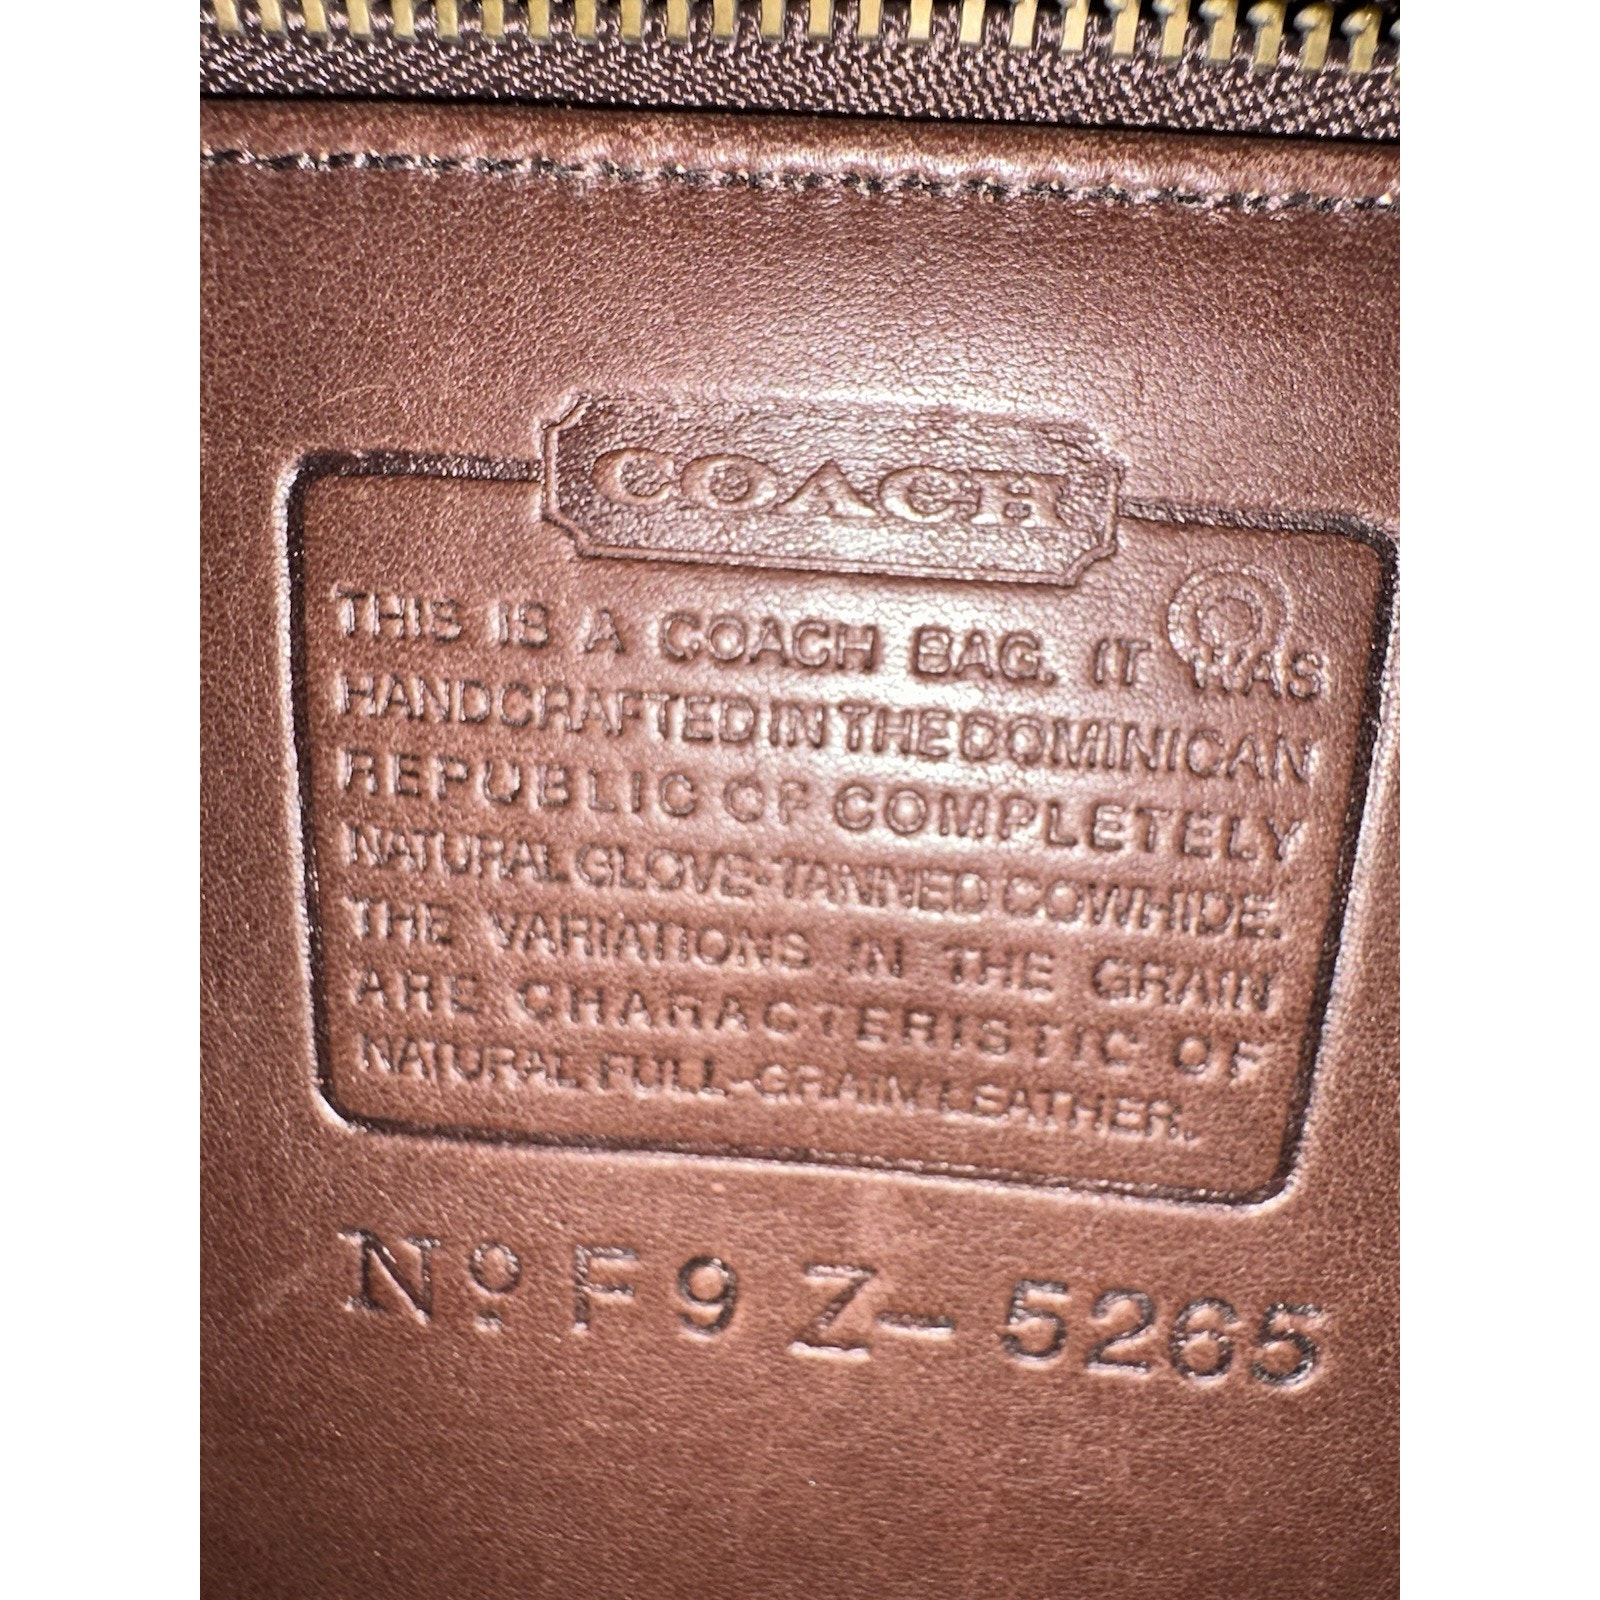 COACH
THIS IS A COACH BAG. IT WAS
HANDCRAFTED IN THE DOMINICAN
REPUBLIC OF COMPLETELY
NATURAL GLOVE-TANNED COWHIDE.
THE VARIATIONS IN THE GRAIN
ARE CHARACTERISTIC OF
NATURAL FULL-GRAIN LEATHER.
Nº F9Z-5265